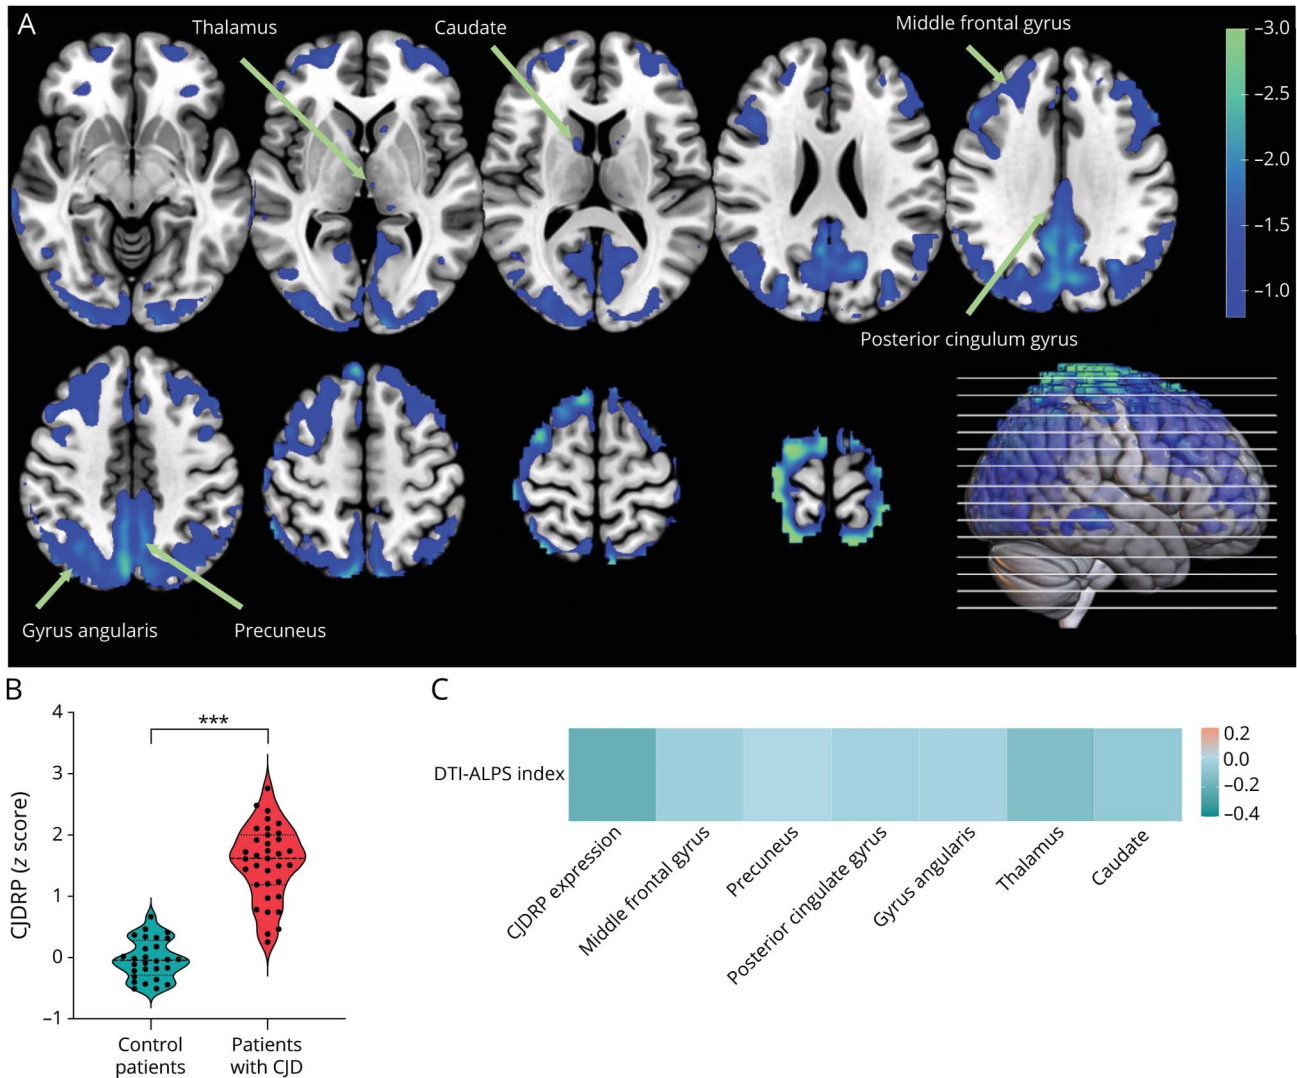 A
Thalamus
Caudate
Middle frontal gyrus
–3.0
–2.5
–2.0
–1.5
–1.0
Posterior cingulum gyrus
Gyrus angularis
Precuneus
B
4
3
2
1
0
–1
CJDRP (z score)
***
Control
patients
Patients
with CJD
C
DTI-ALPS index
0.2
0.0
–0.2
–0.4
CJDRP expression
Middle frontal gyrus
Precuneus
Posterior cingulate gyrus
Gyrus angularis
Thalamus
Caudate